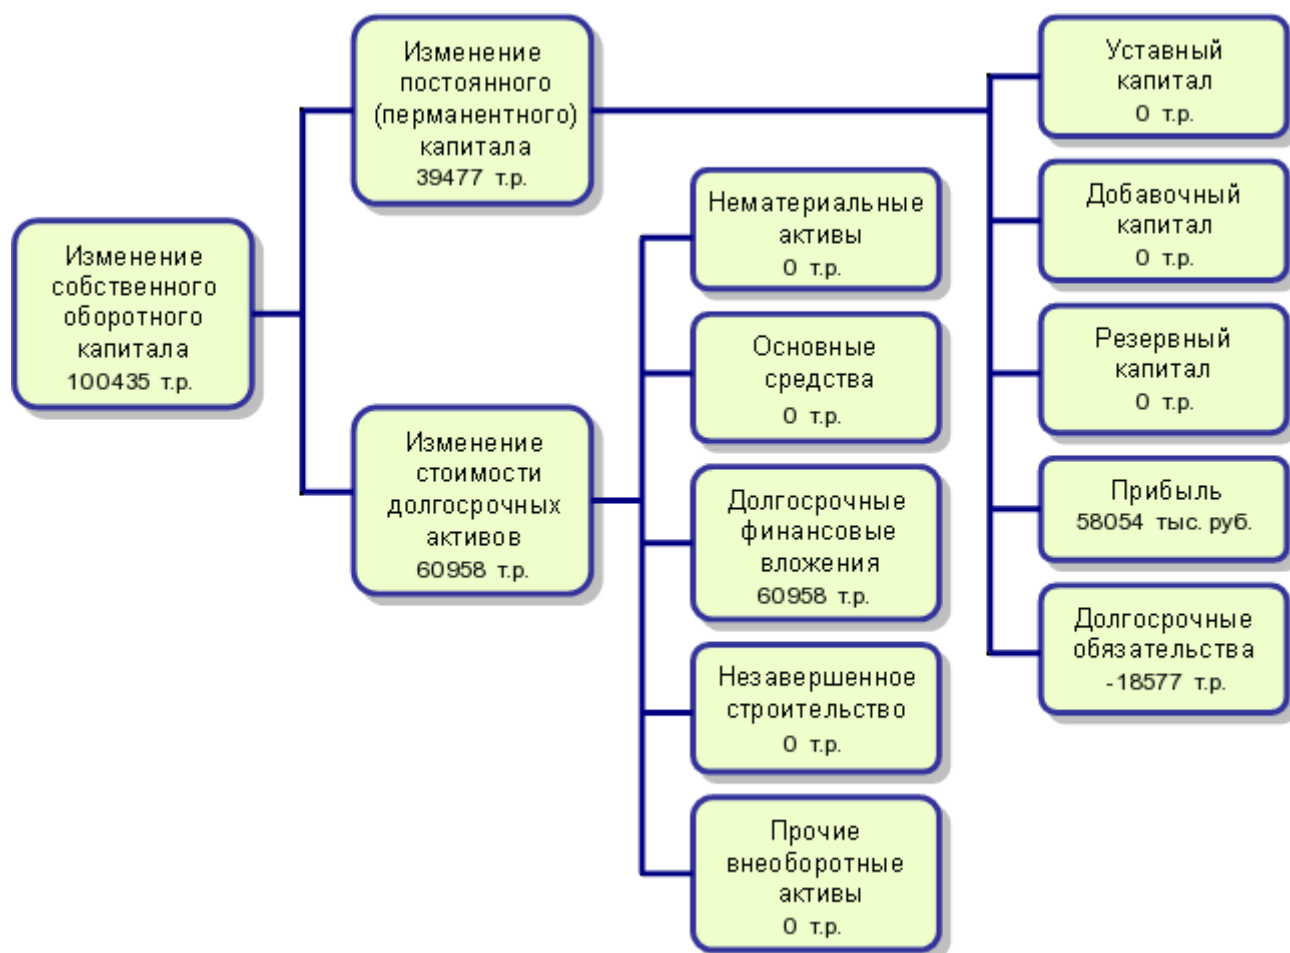 Изменение
собственного
оборотного
капитала
100435 т.р.
Изменение
постоянного
(перманентного)
капитала
39477 т.р.
Изменение
стоимости
долгосрочных
активов
60958 т.р.
Нематериальные
активы
0 т.р.
Основные
средства
0 т.р.
Долгосрочные
финансовые
вложения
60958 т.р.
Незавершенное
строительство
0 т.р.
Прочие
внеоборотные
активы
0 т.р.
Уставный
капитал
0 т.р.
Добавочный
капитал
0 т.р.
Резервный
капитал
0 т.р.
Прибыль
58054 тыс. руб.
Долгосрочные
обязательства
-18577 т.р.